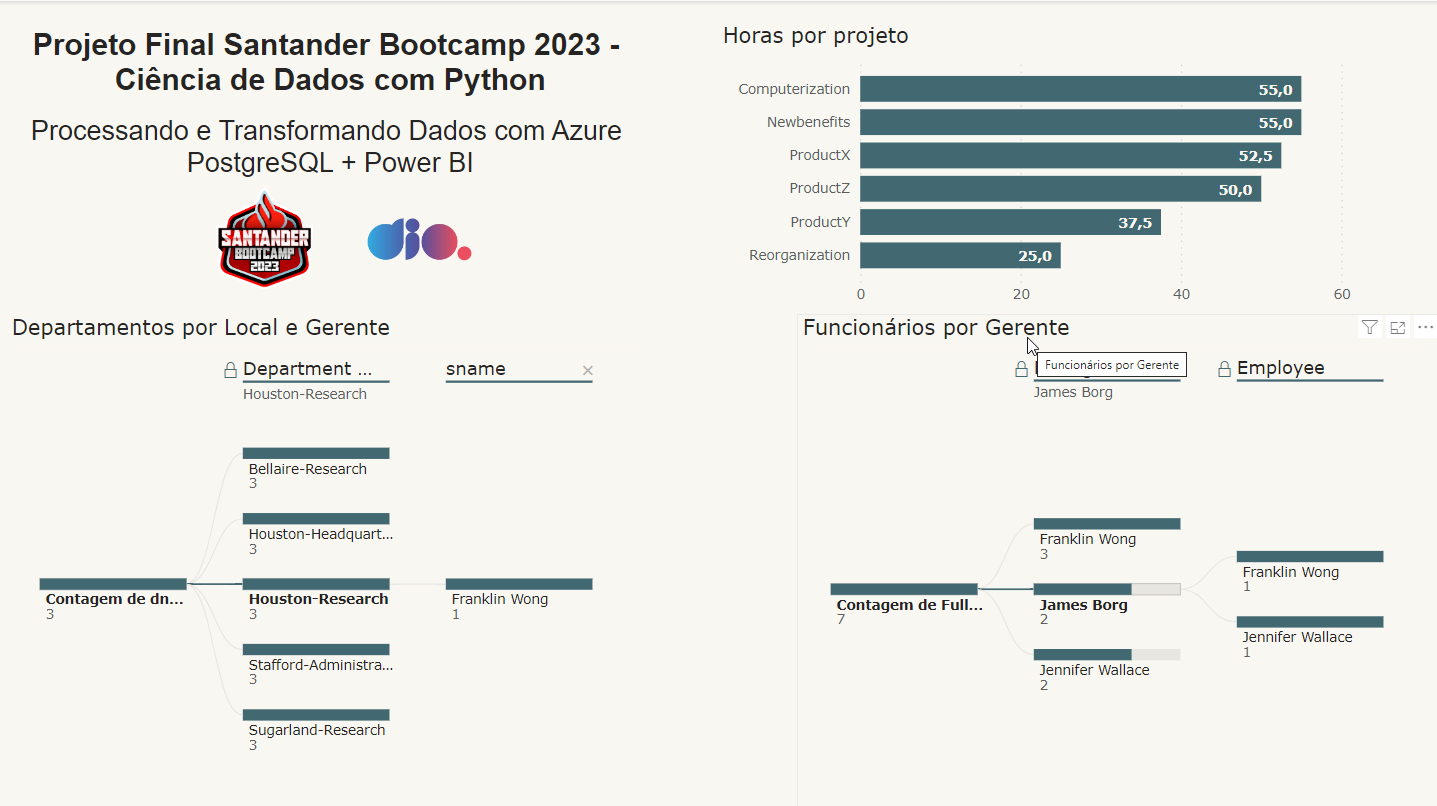 Projeto Final Santander Bootcamp 2023 -
Ciência de Dados com Python
Processando e Transformando Dados com Azure
PostgreSQL + Power BI
SANTANDER
BOOTCAMP
2023
dio.
Horas por projeto
Computerization 55,0
Newbenefits 55,0
ProductX 52,5
ProductZ 50,0
ProductY 37,5
Reorganization 25,0
0 20 40 60
Departamentos por Local e Gerente
Department ... sname
Houston-Research
Bellaire-Research
3
Houston-Headquart...
3
Contagem de dn...
3
Houston-Research
3
Franklin Wong
1
Stafford-Administra...
3
Sugarland-Research
3
Funcionários por Gerente
Funcionários por Gerente
Employee
James Borg
Franklin Wong
3
Contagem de Full...
7
James Borg
2
Jennifer Wallace
2
Franklin Wong
1
Jennifer Wallace
1